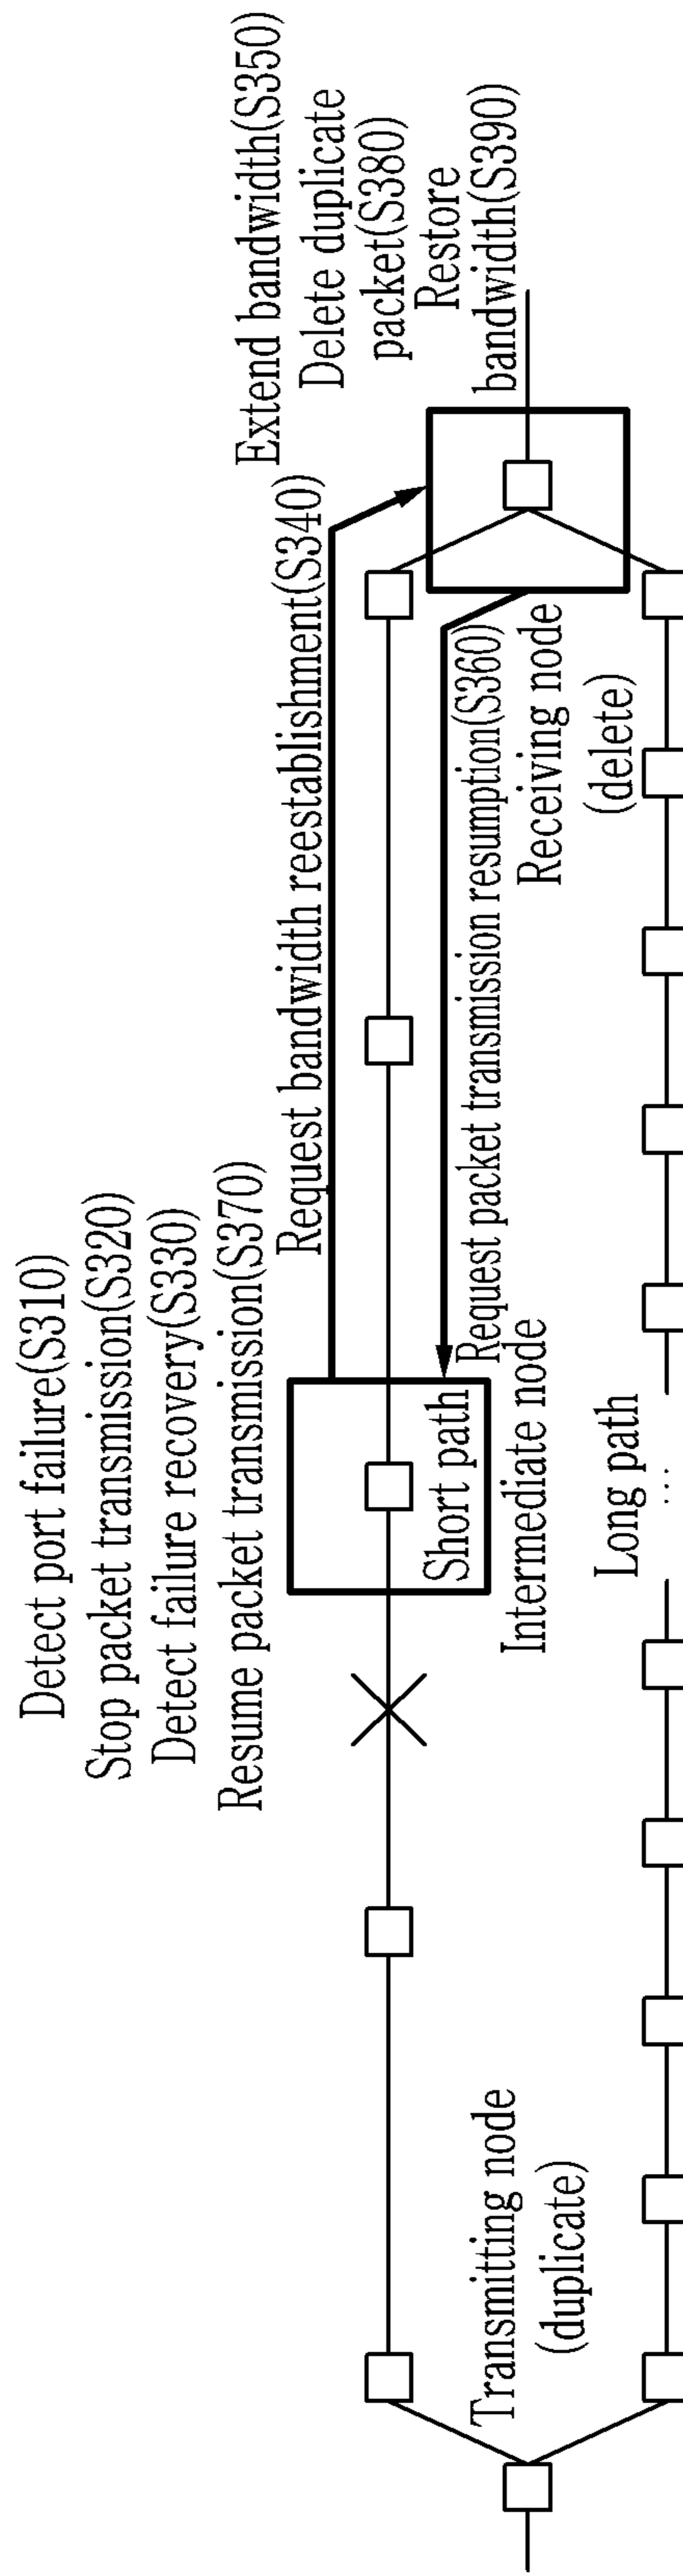 Detect port failure(S310)
Stop packet transmission(S320)
Detect failure recovery(S330)
Resume packet transmission(S370)
Extend bandwidth(S350)
Delete duplicate
packet(S380)
Restore
bandwidth(S390)
Request bandwidth reestablishment(S340)
Request packet transmission resumption(S360)
Short path
Intermediate node
Receiving node
(delete)
Transmitting node
(duplicate)
Long path
...